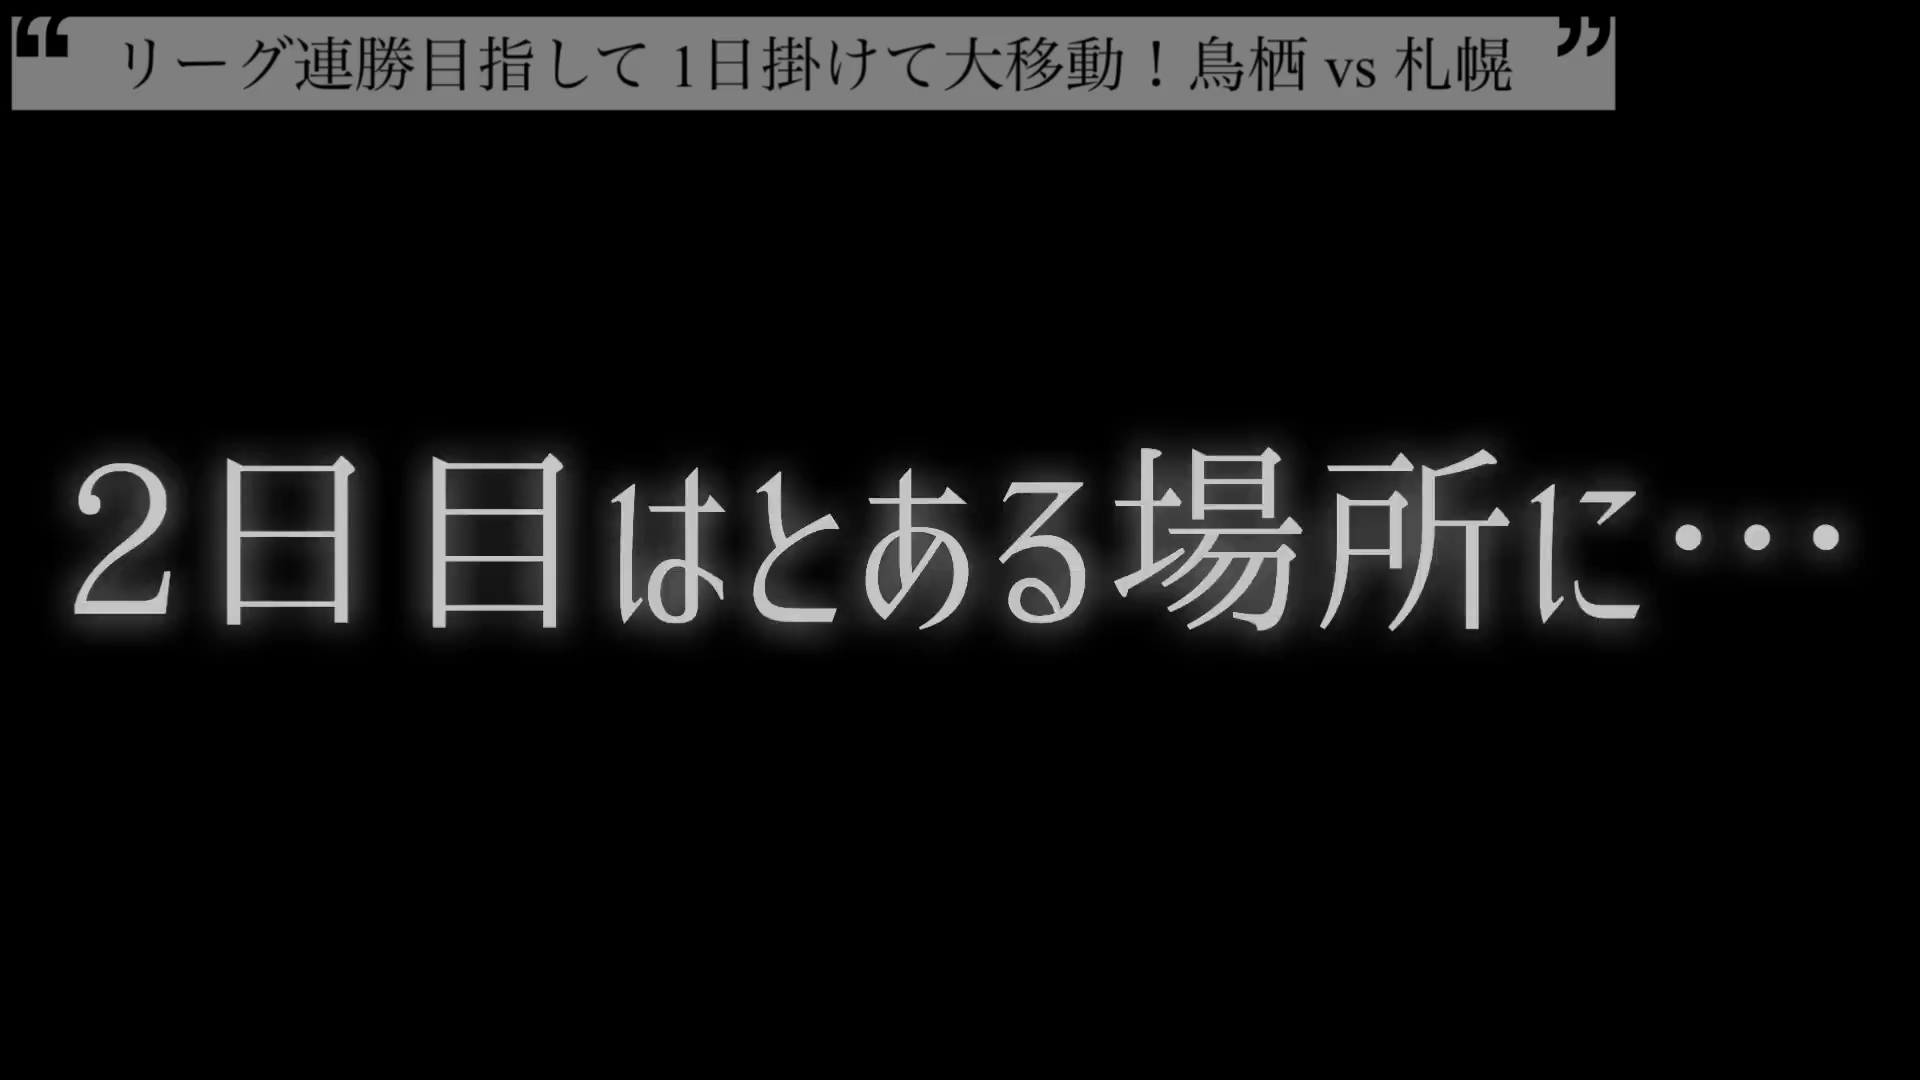 “ リーグ連勝目指して 1日掛けて大移動！鳥栖 vs 札幌 ”
2日目はとある場所に･･･